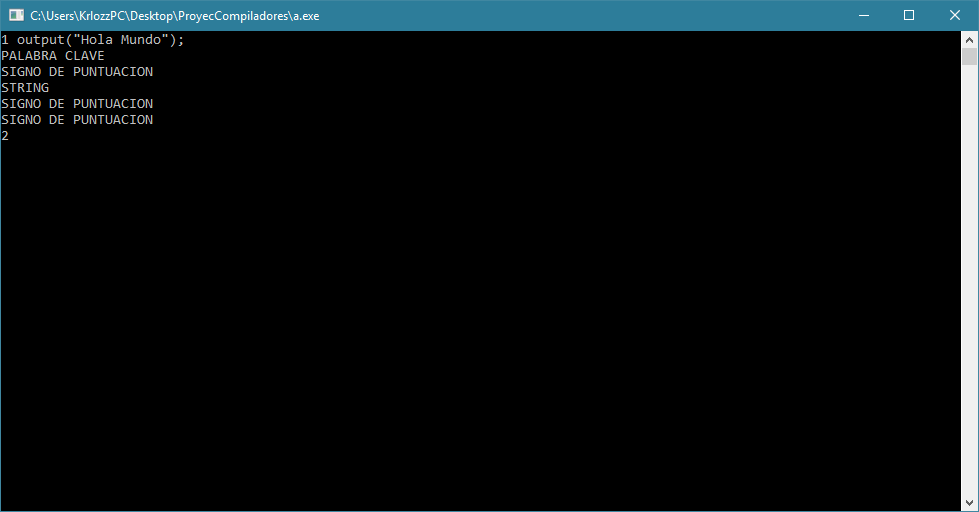 C:\Users\KrlozzPC\Desktop\ProyecCompiladores\a.exe
1 output("Hola Mundo");
PALABRA CLAVE
SIGNO DE PUNTUACION
STRING
SIGNO DE PUNTUACION
SIGNO DE PUNTUACION
2